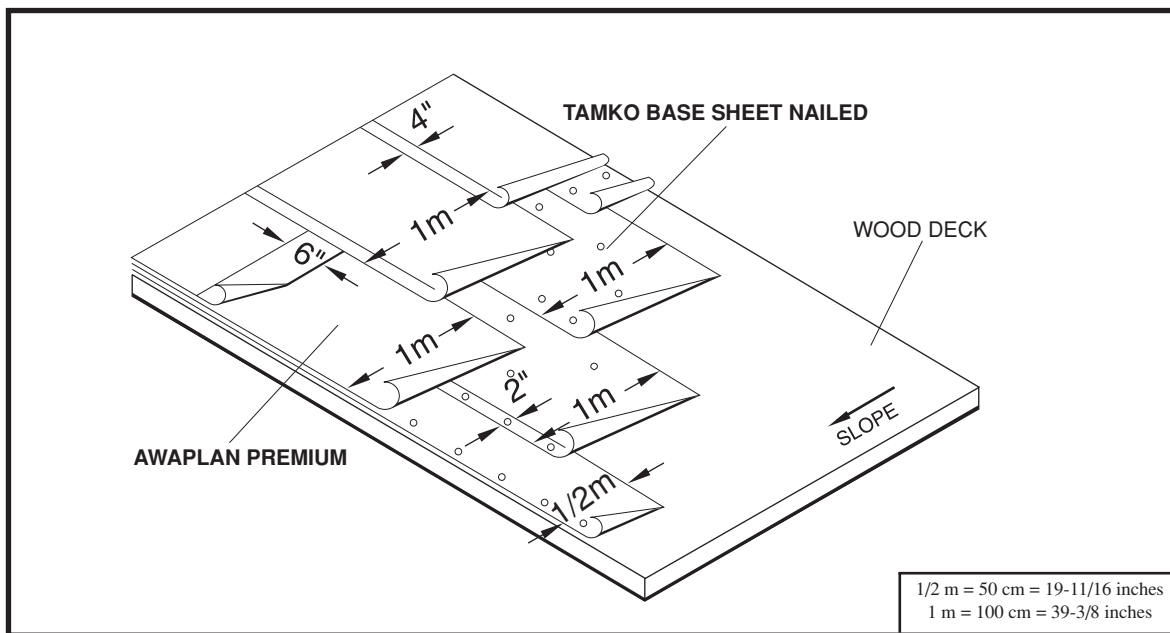 4"
TAMKO BASE SHEET NAILED
1m
WOOD DECK
6"
1m
1m
2"
1m
SLOPE
AWAPLAN PREMIUM
1/2m
1/2 m = 50 cm = 19-11/16 inches
1 m = 100 cm = 39-3/8 inches